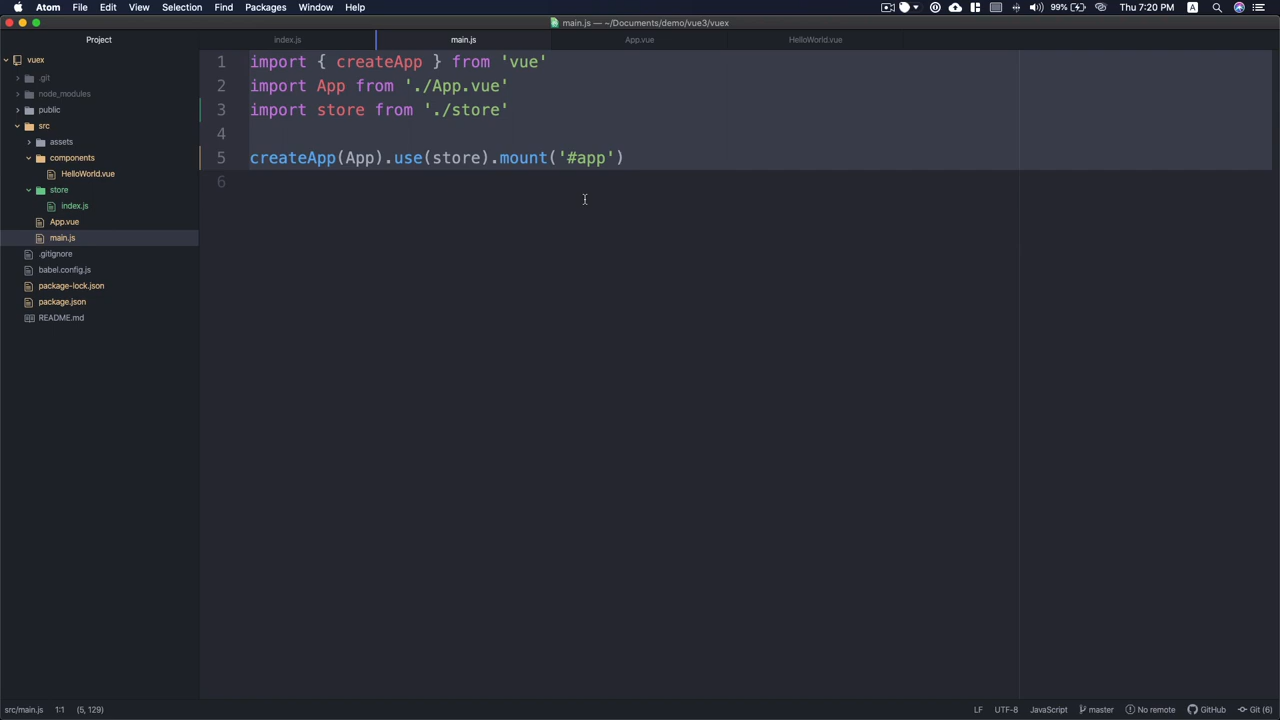 Atom File Edit View Selection Find Packages Window Help 99% Thu 7:20 PM A
main.js — ~/Documents/demo/vue3/vuex
Project
index.js main.js App.vue HelloWorld.vue
vuex
.git
node_modules
public
src
assets
components
HelloWorld.vue
store
index.js
App.vue
main.js
.gitignore
babel.config.js
package-lock.json
package.json
README.md
1 import { createApp } from 'vue'
2 import App from './App.vue'
3 import store from './store'
4
5 createApp(App).use(store).mount('#app')
6
src/main.js 1:1 (5, 129) LF UTF-8 JavaScript master No remote GitHub Git (6)